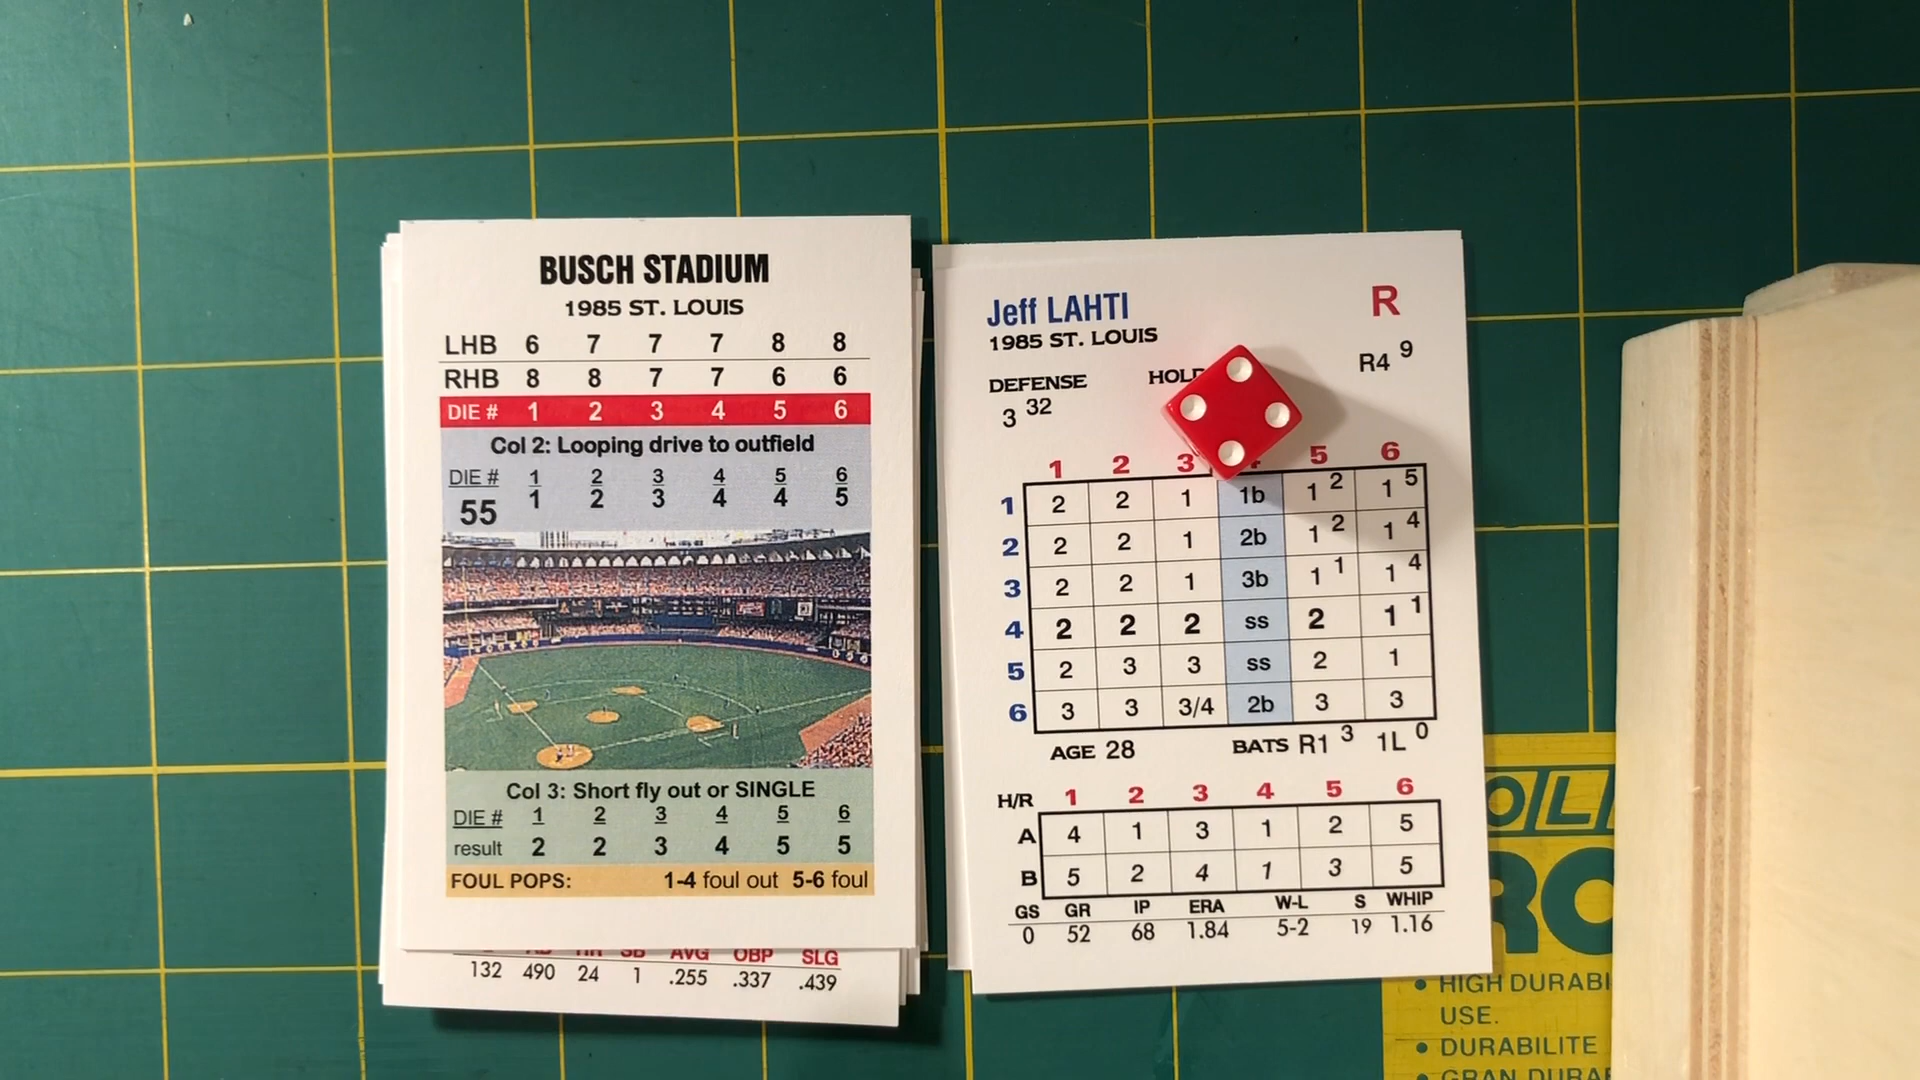 BUSCH STADIUM
1985 ST. LOUIS
LHB 6 7 7 7 8 8
RHB 8 8 7 7 6 6
DIE # 1 2 3 4 5 6
Col 2: Looping drive to outfield
DIE # 1 2 3 4 5 6
55 1 2 3 4 4 5
Col 3: Short fly out or SINGLE
DIE # 1 2 3 4 5 6
result 2 2 3 4 5 5
FOUL POPS: 1-4 foul out 5-6 foul
HR SB AVG OBP SLG
132 490 24 1 .255 .337 .439
Jeff LAHTI R
1985 ST. LOUIS
R4 9
DEFENSE HOLD
3 32
1 2 3 5 6
1 2 2 1 1b 1 2 1 5
2 2 2 1 2b 1 2 1 4
3 2 2 1 3b 1 1 1 4
4 2 2 2 ss 2 1 1
5 2 3 3 ss 2 1
6 3 3 3/4 2b 3 3
AGE 28 BATS R1 3 1L 0
H/R 1 2 3 4 5 6
A 4 1 3 1 2 5
B 5 2 4 1 3 5
GS GR IP ERA W-L S WHIP
0 52 68 1.84 5-2 19 1.16
OL
RO
• HIGH DURABI
USE.
• DURABILITE
• GRAN DURA